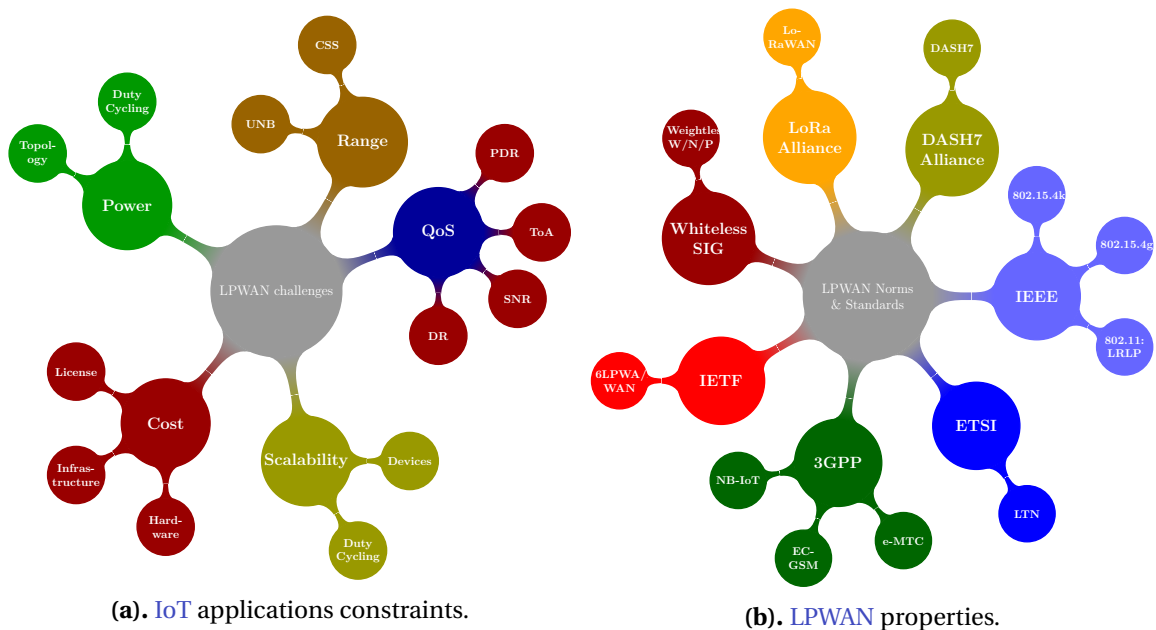 CSS
UNB
Range
Duty
Cycling
Topol-
ogy
Power
PDR
QoS
ToA
SNR
DR
LPWAN challenges
License
Cost
Infras-
tructure
Hard-
ware
Scalability
Devices
Duty
Cycling
(a). IoT applications constraints.
Lo-
RaWAN
LoRa
Alliance
DASH7
DASH7
Alliance
Weightles
W/N/P
Whiteless
SIG
802.15.4k
802.15.4g
IEEE
802.11:
LRLP
LPWAN Norms
& Standards
6LPWA/
WAN
IETF
ETSI
LTN
3GPP
NB-IoT
EC-
GSM
e-MTC
(b). LPWAN properties.